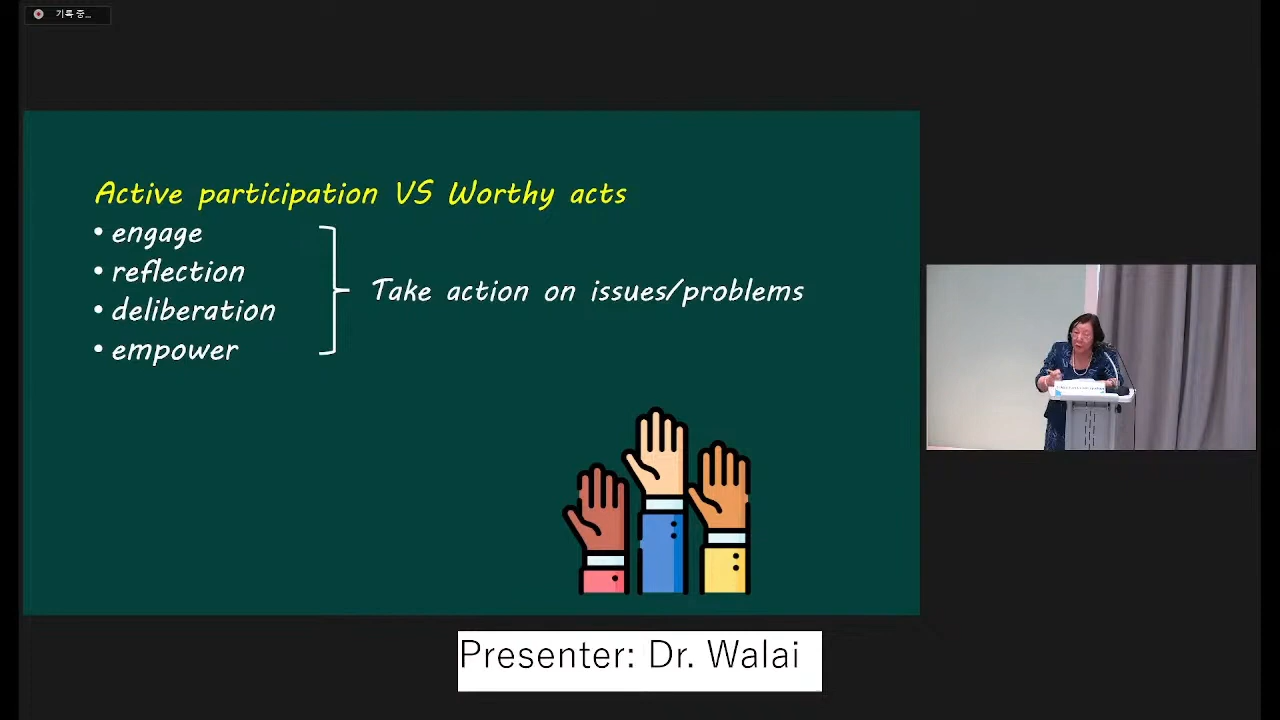 기록 중...
Active participation VS Worthy acts
• engage
• reflection
• deliberation
• empower
Take action on issues/problems
Presenter: Dr. Walai